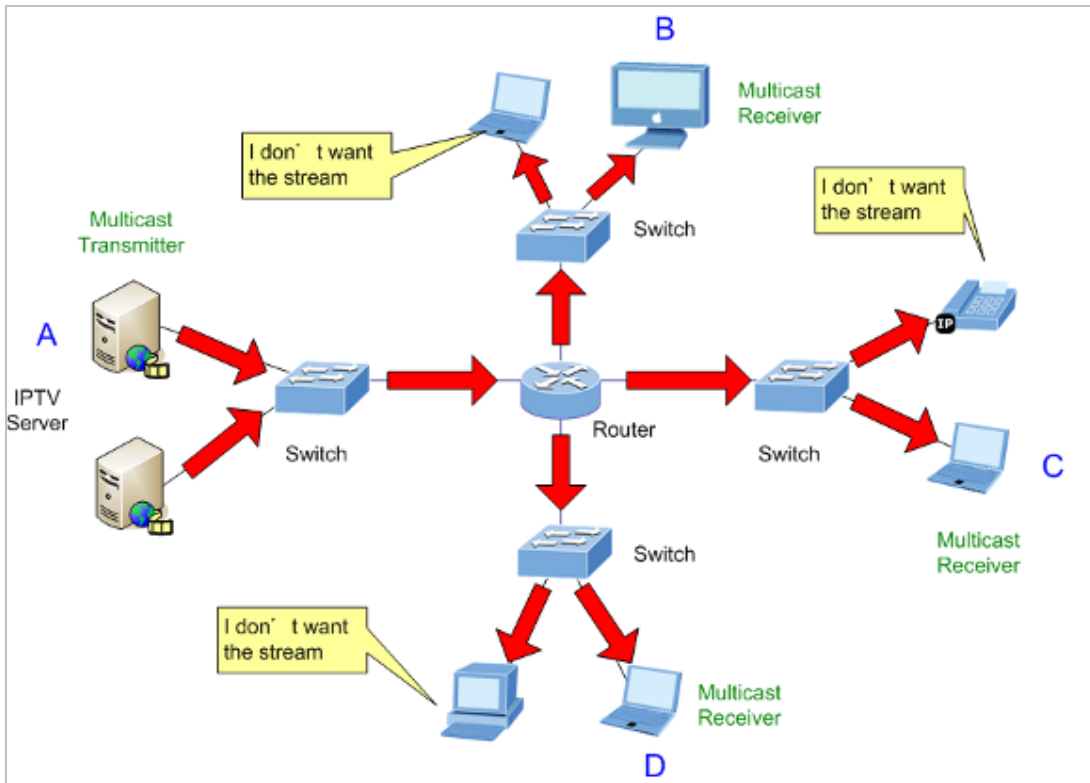 B
Multicast
Receiver
I don’ t want
the stream
I don’ t want
the stream
Switch
Multicast
Transmitter
A
IP
IPTV
Server
Router
Switch
Switch
C
Switch
Multicast
Receiver
I don’ t want
the stream
Multicast
Receiver
D